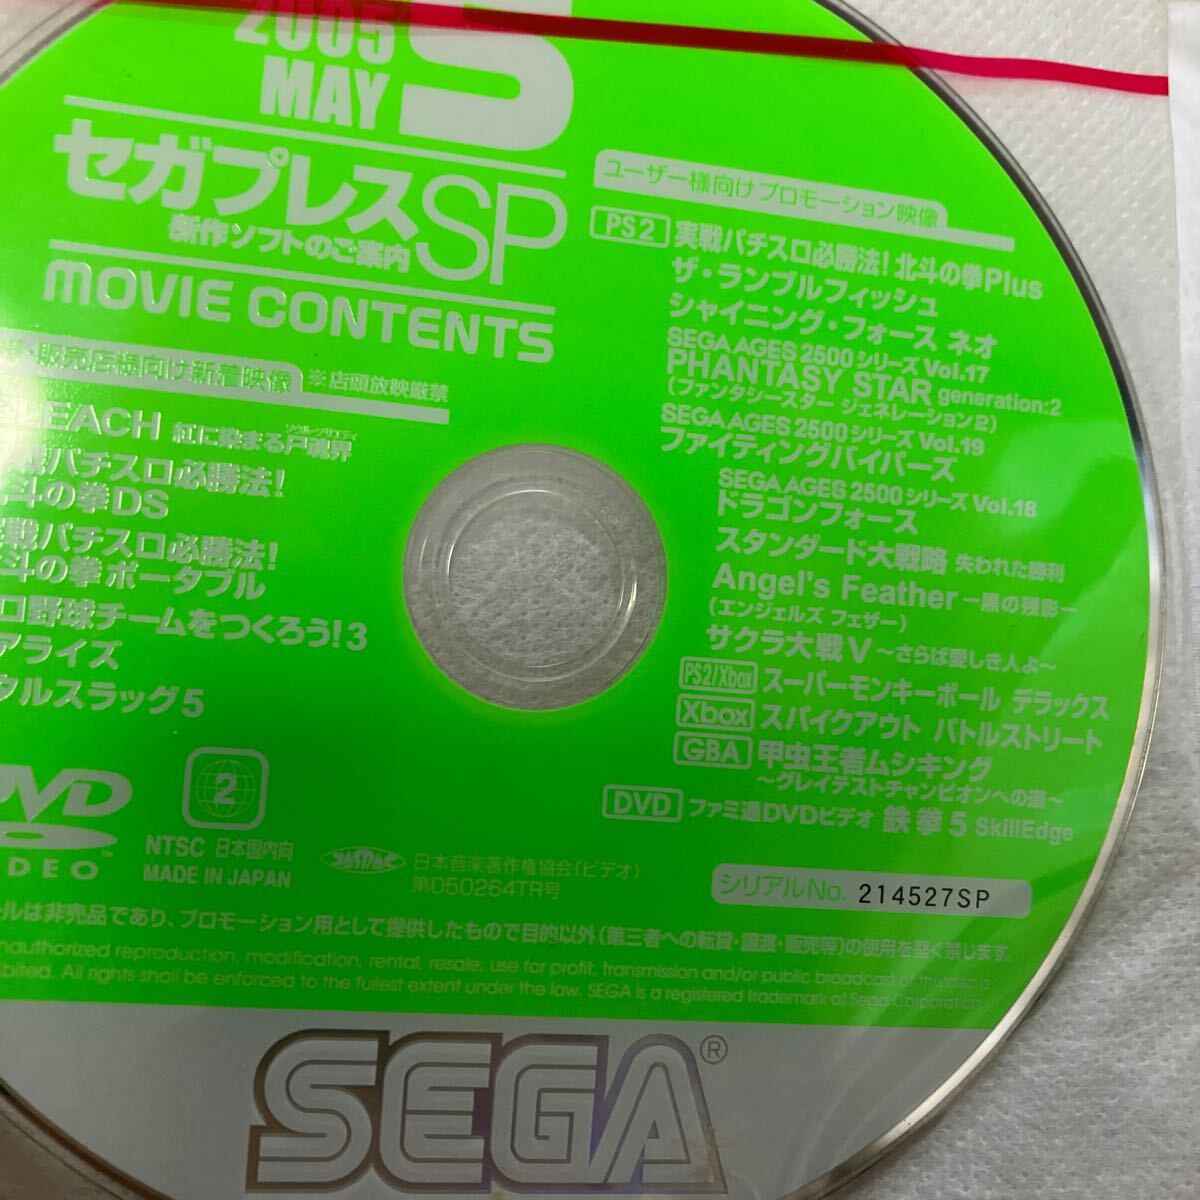 2005
MAY
5
セガプレスSP
新作ソフトのご案内
MOVIE CONTENTS
・販売店様向け新着映像 ※店頭放映厳禁
BLEACH 紅に染まる尸魂界
ソウルソサエティ
戦パチスロ必勝法!
斗の拳DS
戦パチスロ必勝法!
斗の拳ポータブル
ロ野球チームをつくろう!3
アライズ
タルスラッグ5
ユーザー様向けプロモーション映像
PS2 実戦パチスロ必勝法!北斗の拳Plus
ザ・ランブルフィッシュ
シャイニング・フォース ネオ
SEGA AGES 2500シリーズ Vol.17
PHANTASY STAR generation:2
(ファンタシースター ジェネレーション2)
SEGA AGES 2500シリーズ Vol.19
ファイティングバイパーズ
SEGA AGES 2500シリーズ Vol.18
ドラゴンフォース
スタンダード大戦略 失われた勝利
Angel's Feather ー黒の残影ー
(エンジェルズ フェザー)
サクラ大戦V ~さらば愛しき人よ~
PS2/Xbox スーパーモンキーボール デラックス
Xbox スパイクアウト バトルストリート
GBA 甲虫王者ムシキング
~グレイテストチャンピオンへの道~
DVD ファミ通DVDビデオ 鉄拳5 SkillEdge
DVD
VIDEO™
2
NTSC 日本国内向
MADE IN JAPAN
JASRAC
日本音楽著作権協会(ビデオ)
第050264TR号
シリアルNo. 214527SP
ールは非売品であり、プロモーション用として提供したもので目的以外(第三者への転貸・譲渡・販売等)の使用を堅く禁じます。
nauthorized reproduction, modification, rental, resale, use for profit, transmission and/or public broadcast of this disc is
ibited. All rights shall be enforced to the fullest extent under the law. SEGA is a registered trademark of Sega Corporation.
SEGA®